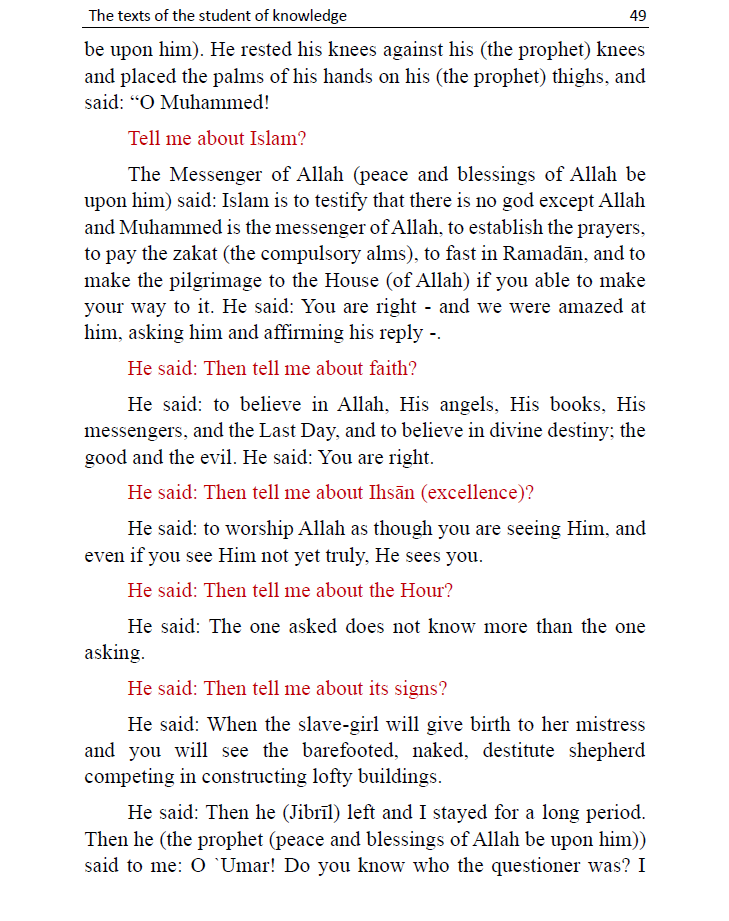 The texts of the student of knowledge 49
be upon him). He rested his knees against his (the prophet) knees
and placed the palms of his hands on his (the prophet) thighs, and
said: “O Muhammed!
Tell me about Islam?
The Messenger of Allah (peace and blessings of Allah be
upon him) said: Islam is to testify that there is no god except Allah
and Muhammed is the messenger of Allah, to establish the prayers,
to pay the zakat (the compulsory alms), to fast in Ramadān, and to
make the pilgrimage to the House (of Allah) if you able to make
your way to it. He said: You are right - and we were amazed at
him, asking him and affirming his reply -.
He said: Then tell me about faith?
He said: to believe in Allah, His angels, His books, His
messengers, and the Last Day, and to believe in divine destiny; the
good and the evil. He said: You are right.
He said: Then tell me about Ihsān (excellence)?
He said: to worship Allah as though you are seeing Him, and
even if you see Him not yet truly, He sees you.
He said: Then tell me about the Hour?
He said: The one asked does not know more than the one
asking.
He said: Then tell me about its signs?
He said: When the slave-girl will give birth to her mistress
and you will see the barefooted, naked, destitute shepherd
competing in constructing lofty buildings.
He said: Then he (Jibrīl) left and I stayed for a long period.
Then he (the prophet (peace and blessings of Allah be upon him))
said to me: O `Umar! Do you know who the questioner was? I